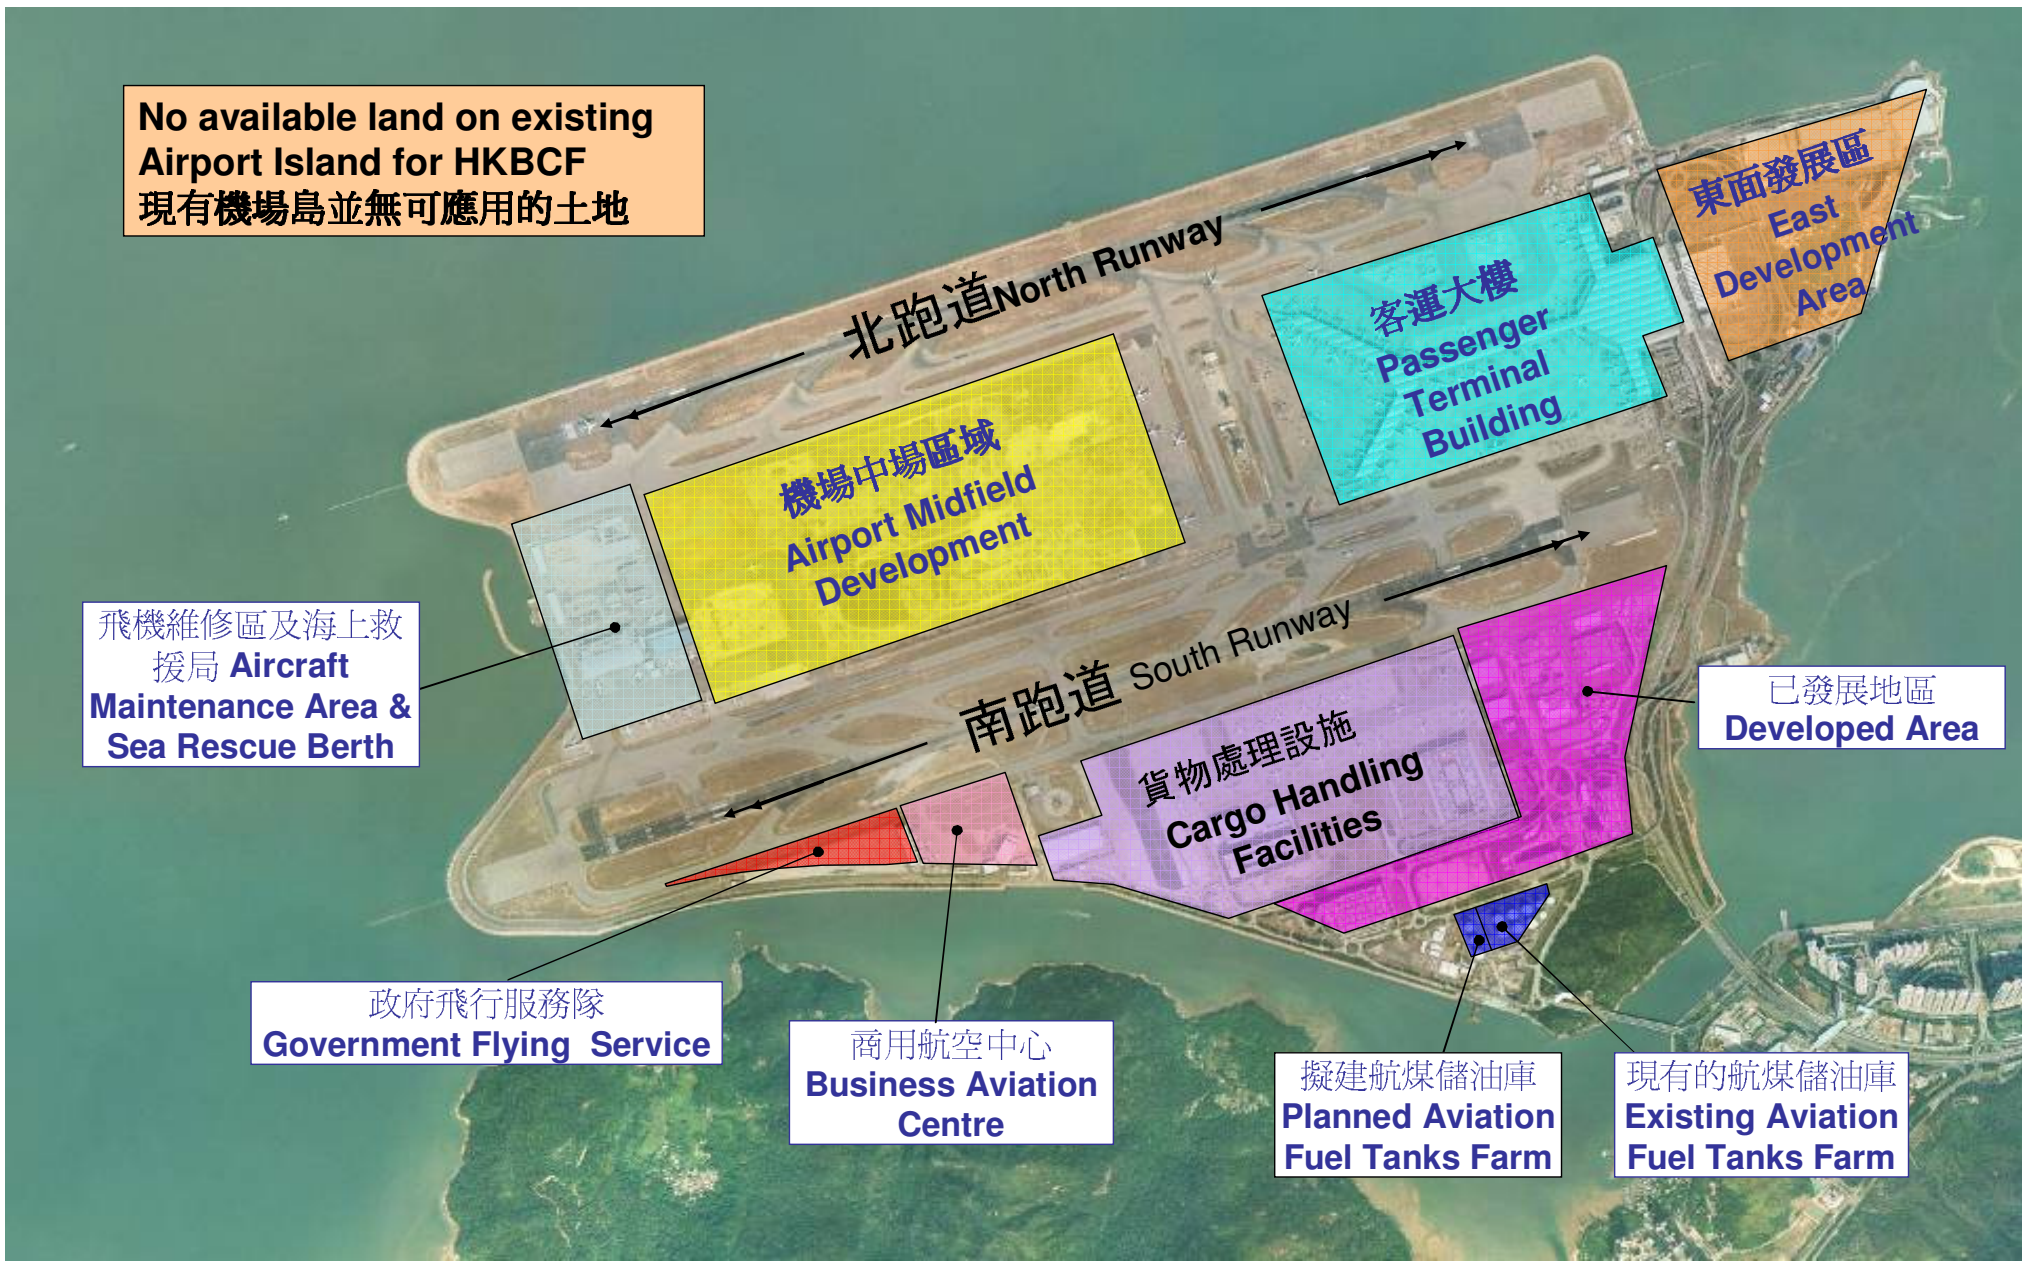 No available land on existing
Airport Island for HKBCF
現有機場島並無可應用的土地
東面發展區
East
Development
Area
北跑道North Runway
客運大樓
Passenger
Terminal
Building
機場中場區域
Airport Midfield
Development
飛機維修區及海上救
援局 Aircraft
Maintenance Area &
Sea Rescue Berth
南跑道 South Runway
已發展地區
Developed Area
貨物處理設施
Cargo Handling
Facilities
政府飛行服務隊
Government Flying Service
商用航空中心
Business Aviation
Centre
擬建航煤儲油庫
Planned Aviation
Fuel Tanks Farm
現有的航煤儲油庫
Existing Aviation
Fuel Tanks Farm